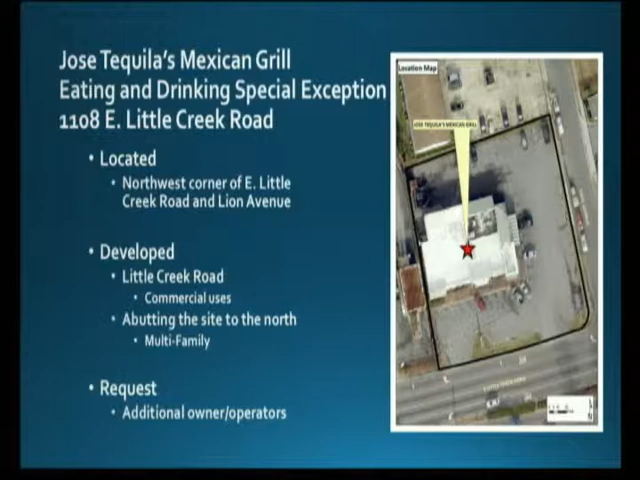 Jose Tequila's Mexican Grill
Eating and Drinking Special Exception
1108 E. Little Creek Road
• Located
• Northwest corner of E. Little
Creek Road and Lion Avenue
• Developed
• Little Creek Road
• Commercial uses
• Abutting the site to the north
• Multi-Family
• Request
• Additional owner/operators
Location Map
JOSE TEQUILA'S MEXICAN GRILL